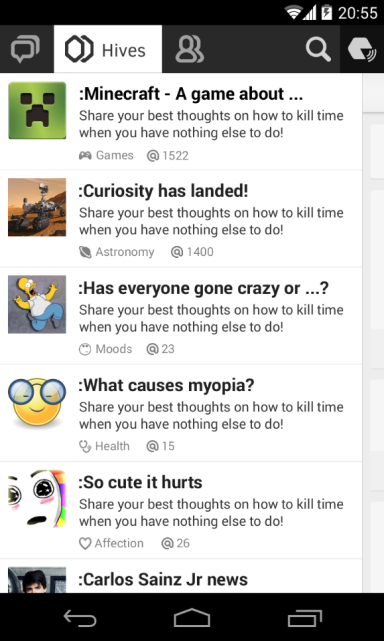 20:55
Hives
:Minecraft - A game about ...
Share your best thoughts on how to kill time
when you have nothing else to do!
Games @ 1522
:Curiosity has landed!
Share your best thoughts on how to kill time
when you have nothing else to do!
Astronomy @ 1400
:Has everyone gone crazy or ...?
Share your best thoughts on how to kill time
when you have nothing else to do!
Moods @ 23
:What causes myopia?
Share your best thoughts on how to kill time
when you have nothing else to do!
Health @ 15
:So cute it hurts
Share your best thoughts on how to kill time
when you have nothing else to do!
Affection @ 26
:Carlos Sainz Jr news